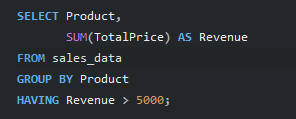 SELECT Product,
SUM(TotalPrice) AS Revenue
FROM sales_data
GROUP BY Product
HAVING Revenue > 5000;